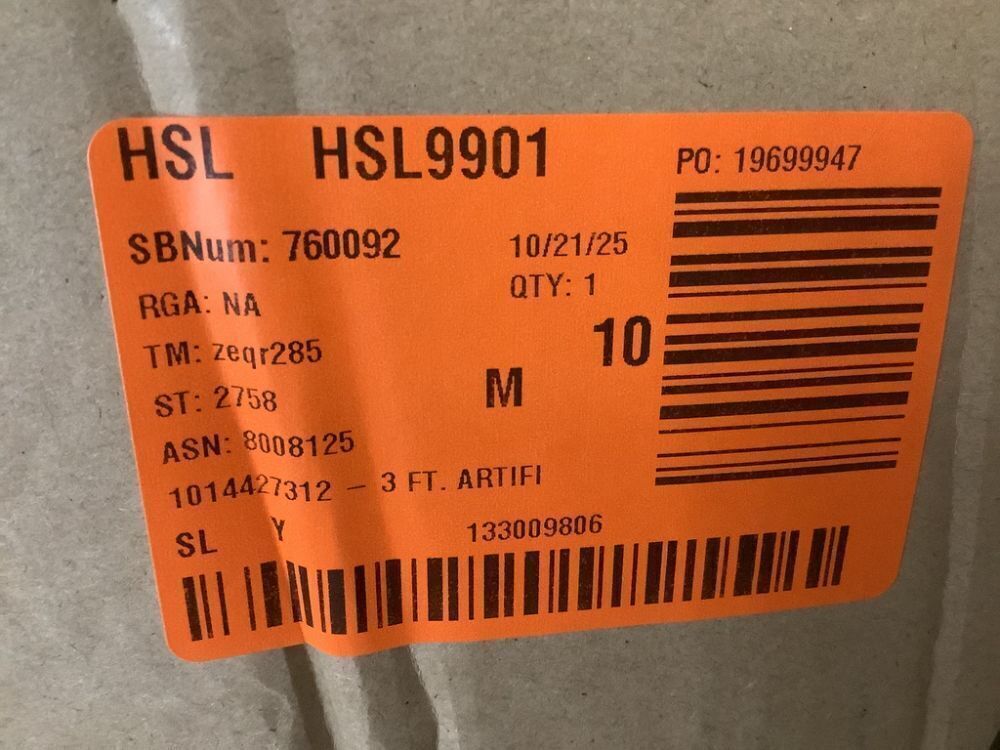 HSL HSL9901
PO: 19699947
SBNum: 760092
10/21/25
RGA: NA
QTY: 1
TM: zeqr285
10
ST: 2758
M
ASN: 8008125
1014427312 – 3 FT. ARTIFI
SL Y
133009806